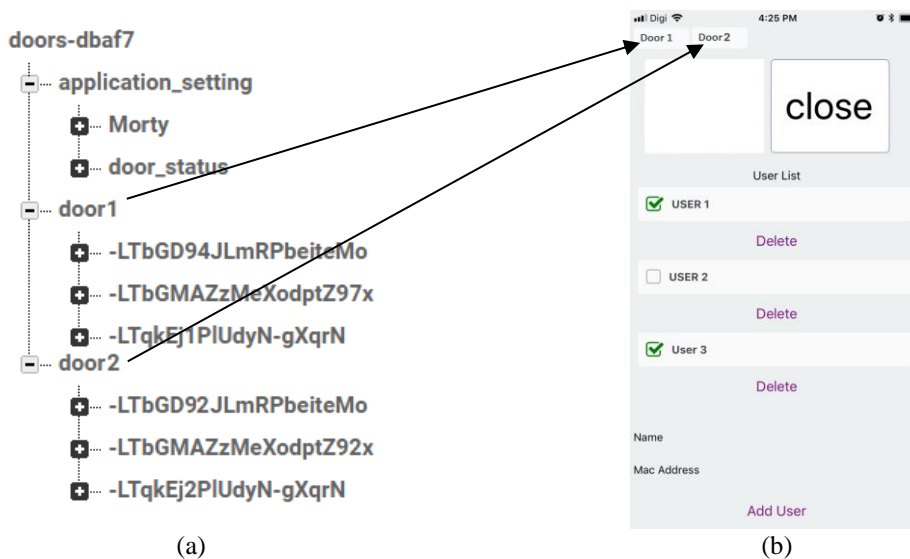 doors-dbaf7
application_setting
Morty
door_status
door1
-LTbGD94JLmRPbeiteMo
-LTbGMAZzMeXodptZ97x
-LTqkEj1PlUdyN-gXqrN
door2
-LTbGD92JLmRPbeiteMo
-LTbGMAZzMeXodptZ92x
-LTqkEj2PlUdyN-gXqrN
(a)
Digi 4:25 PM
Door 1 Door2
close
User List
USER 1
Delete
USER 2
Delete
User 3
Delete
Name
Mac Address
Add User
(b)